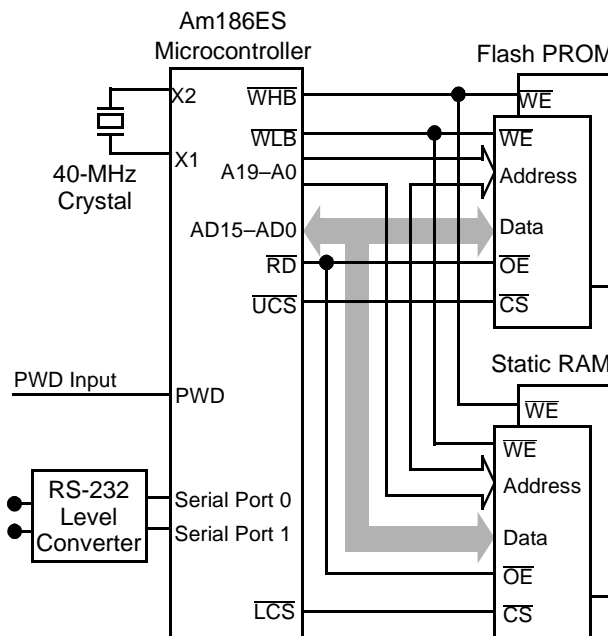 Am186ES
Microcontroller
Flash PROM
X2
WHB
WE
WLB
WE
X1
A19–A0
Address
40-MHz
Crystal
AD15–AD0
Data
RD
OE
UCS
CS
Static RAM
PWD Input
PWD
WE
WE
RS-232
Level
Converter
Serial Port 0
Serial Port 1
Address
Data
OE
LCS
CS